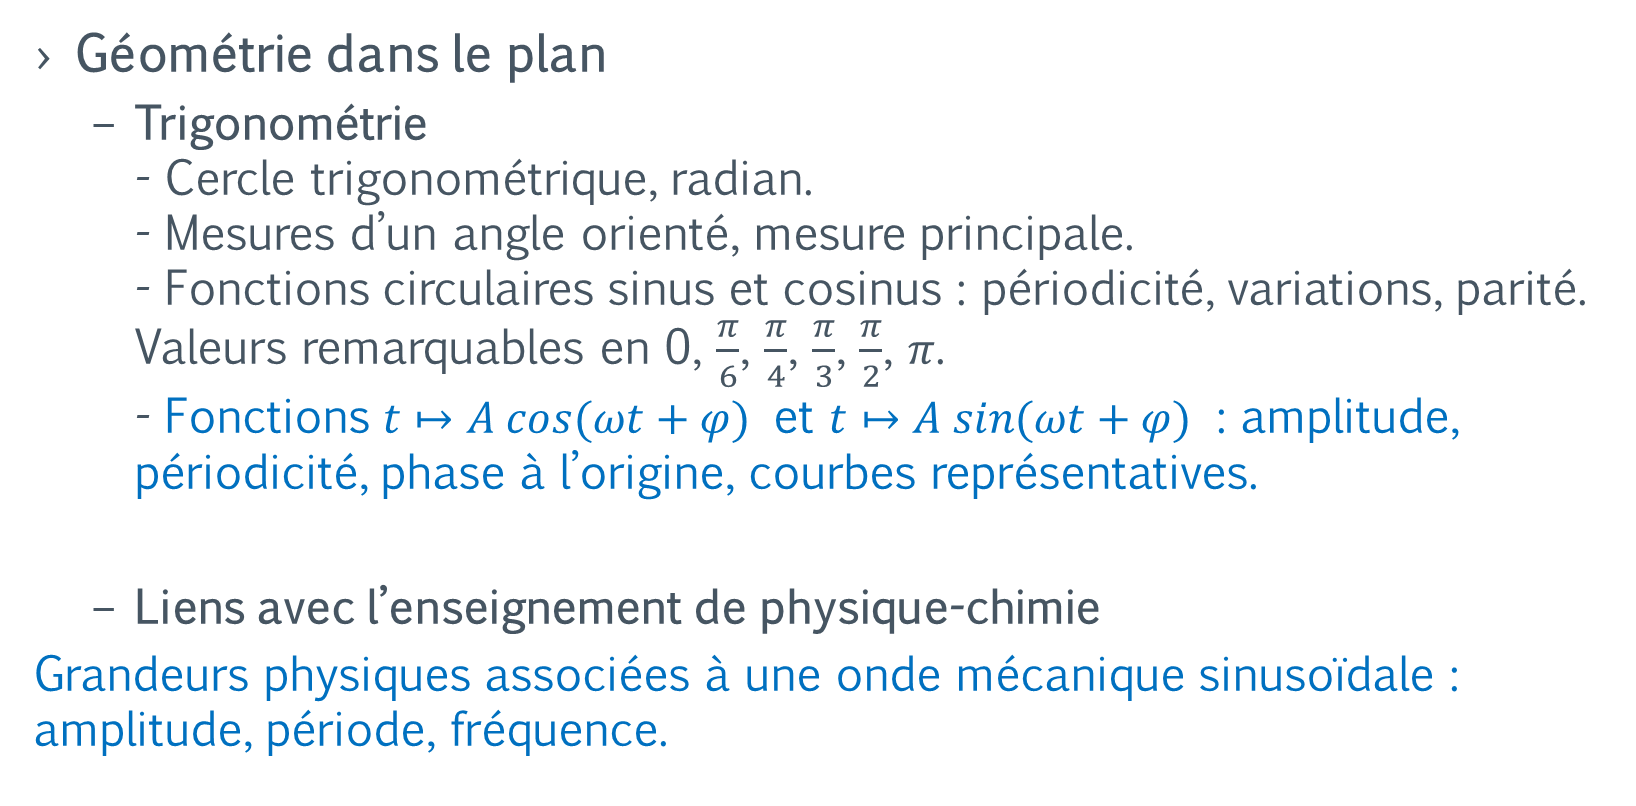 › Géométrie dans le plan
– Trigonométrie
- Cercle trigonométrique, radian.
- Mesures d’un angle orienté, mesure principale.
- Fonctions circulaires sinus et cosinus : périodicité, variations, parité.
Valeurs remarquables en 0, π/6, π/4, π/3, π/2, π.
- Fonctions t ↦ A cos(ωt + φ) et t ↦ A sin(ωt + φ) : amplitude,
périodicité, phase à l’origine, courbes représentatives.
– Liens avec l’enseignement de physique-chimie
Grandeurs physiques associées à une onde mécanique sinusoïdale :
amplitude, période, fréquence.